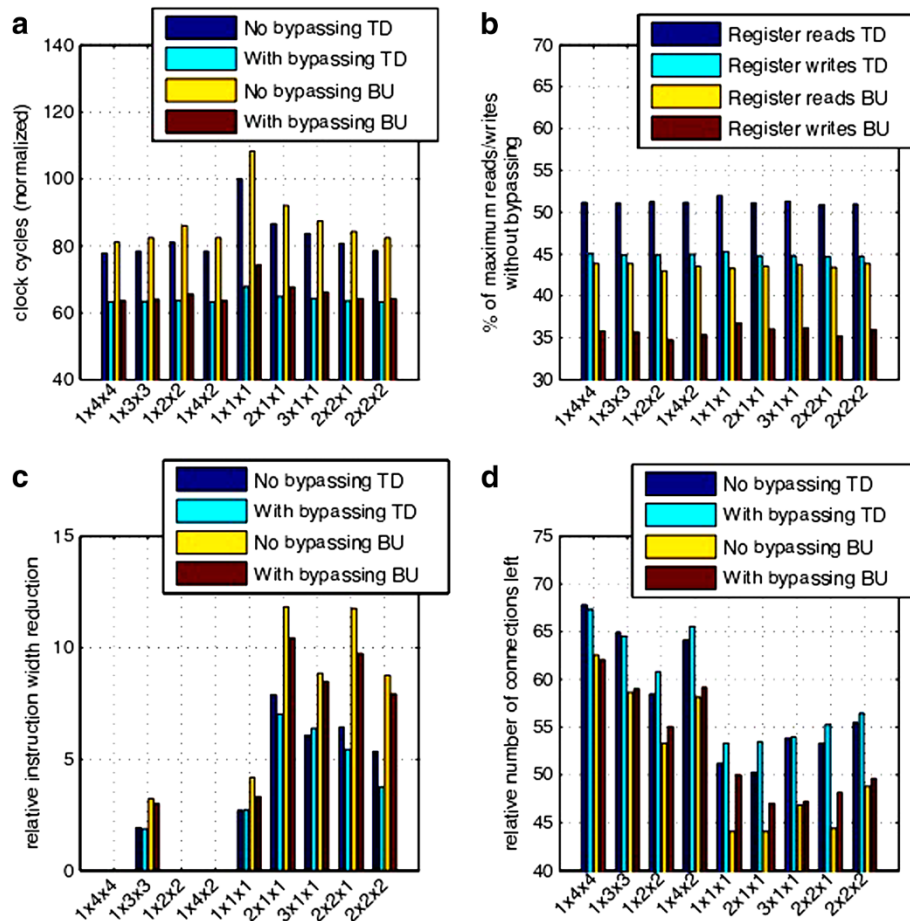 a
No bypassing TD
With bypassing TD
No bypassing BU
With bypassing BU
140
120
100
80
60
40
clock cycles (normalized)
1x4x4
1x3x3
1x2x2
1x4x2
1x1x1
2x1x1
3x1x1
2x2x1
2x2x2
b
Register reads TD
Register writes TD
Register reads BU
Register writes BU
70
65
60
55
50
45
40
35
30
% of maximum reads/writes
without bypassing
1x4x4
1x3x3
1x2x2
1x4x2
1x1x1
2x1x1
3x1x1
2x2x1
2x2x2
c
No bypassing TD
With bypassing TD
No bypassing BU
With bypassing BU
15
10
5
0
relative instruction width reduction
1x4x4
1x3x3
1x2x2
1x4x2
1x1x1
2x1x1
3x1x1
2x2x1
2x2x2
d
No bypassing TD
With bypassing TD
No bypassing BU
With bypassing BU
75
70
65
60
55
50
45
40
relative number of connections left
1x4x4
1x3x3
1x2x2
1x4x2
1x1x1
2x1x1
3x1x1
2x2x1
2x2x2